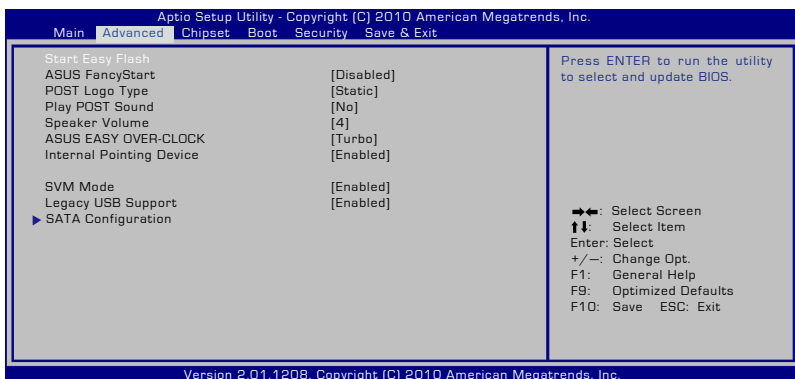 Aptio Setup Utility - Copyright (C) 2010 American Megatrends, Inc.
Main Advanced Chipset Boot Security Save & Exit
Start Easy Flash
ASUS FancyStart [Disabled]
POST Logo Type [Static]
Play POST Sound [No]
Speaker Volume [4]
ASUS EASY OVER-CLOCK [Turbo]
Internal Pointing Device [Enabled]
SVM Mode [Enabled]
Legacy USB Support [Enabled]
SATA Configuration
Press ENTER to run the utility
to select and update BIOS.
→←: Select Screen
↑↓: Select Item
Enter: Select
+/—: Change Opt.
F1: General Help
F9: Optimized Defaults
F10: Save ESC: Exit
Version 2.01.1208. Copyright (C) 2010 American Megatrends, Inc.